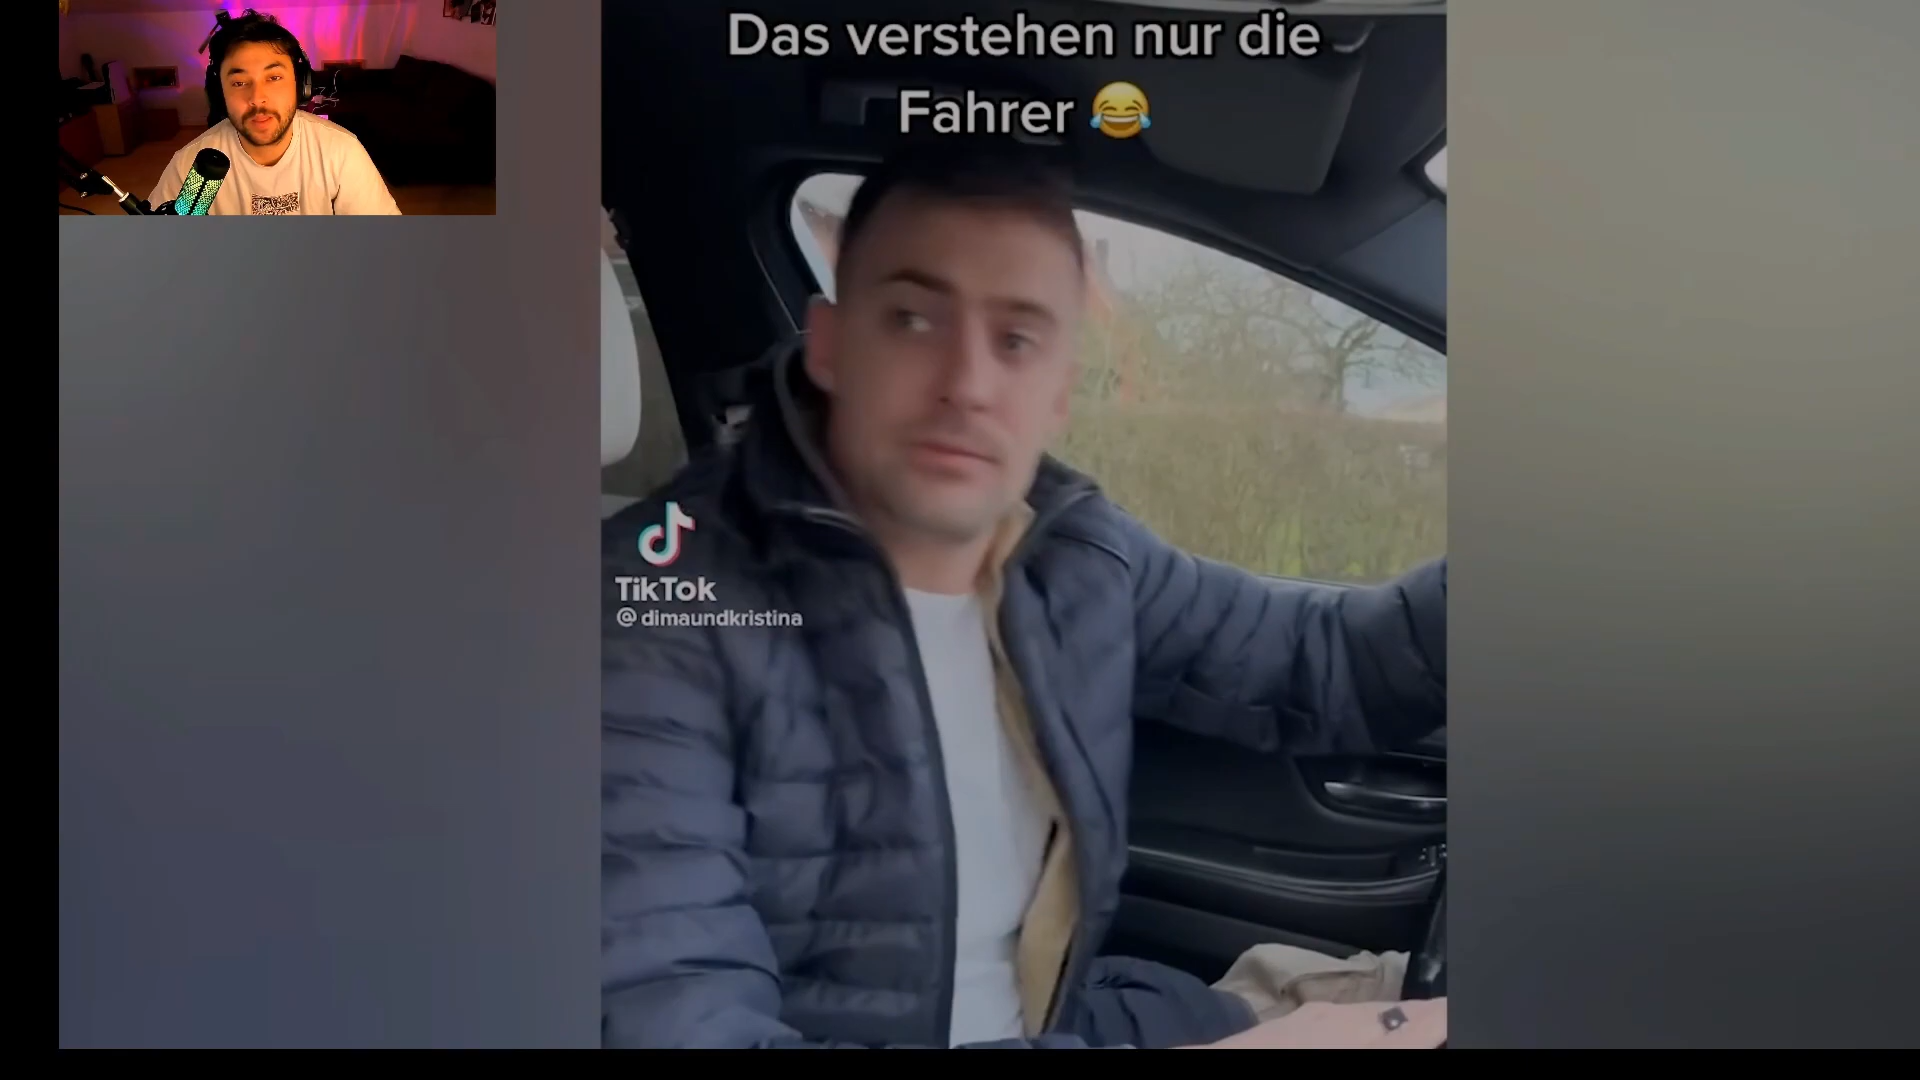 Das verstehen nur die
Fahrer 😂
TikTok
@dimaundkristina